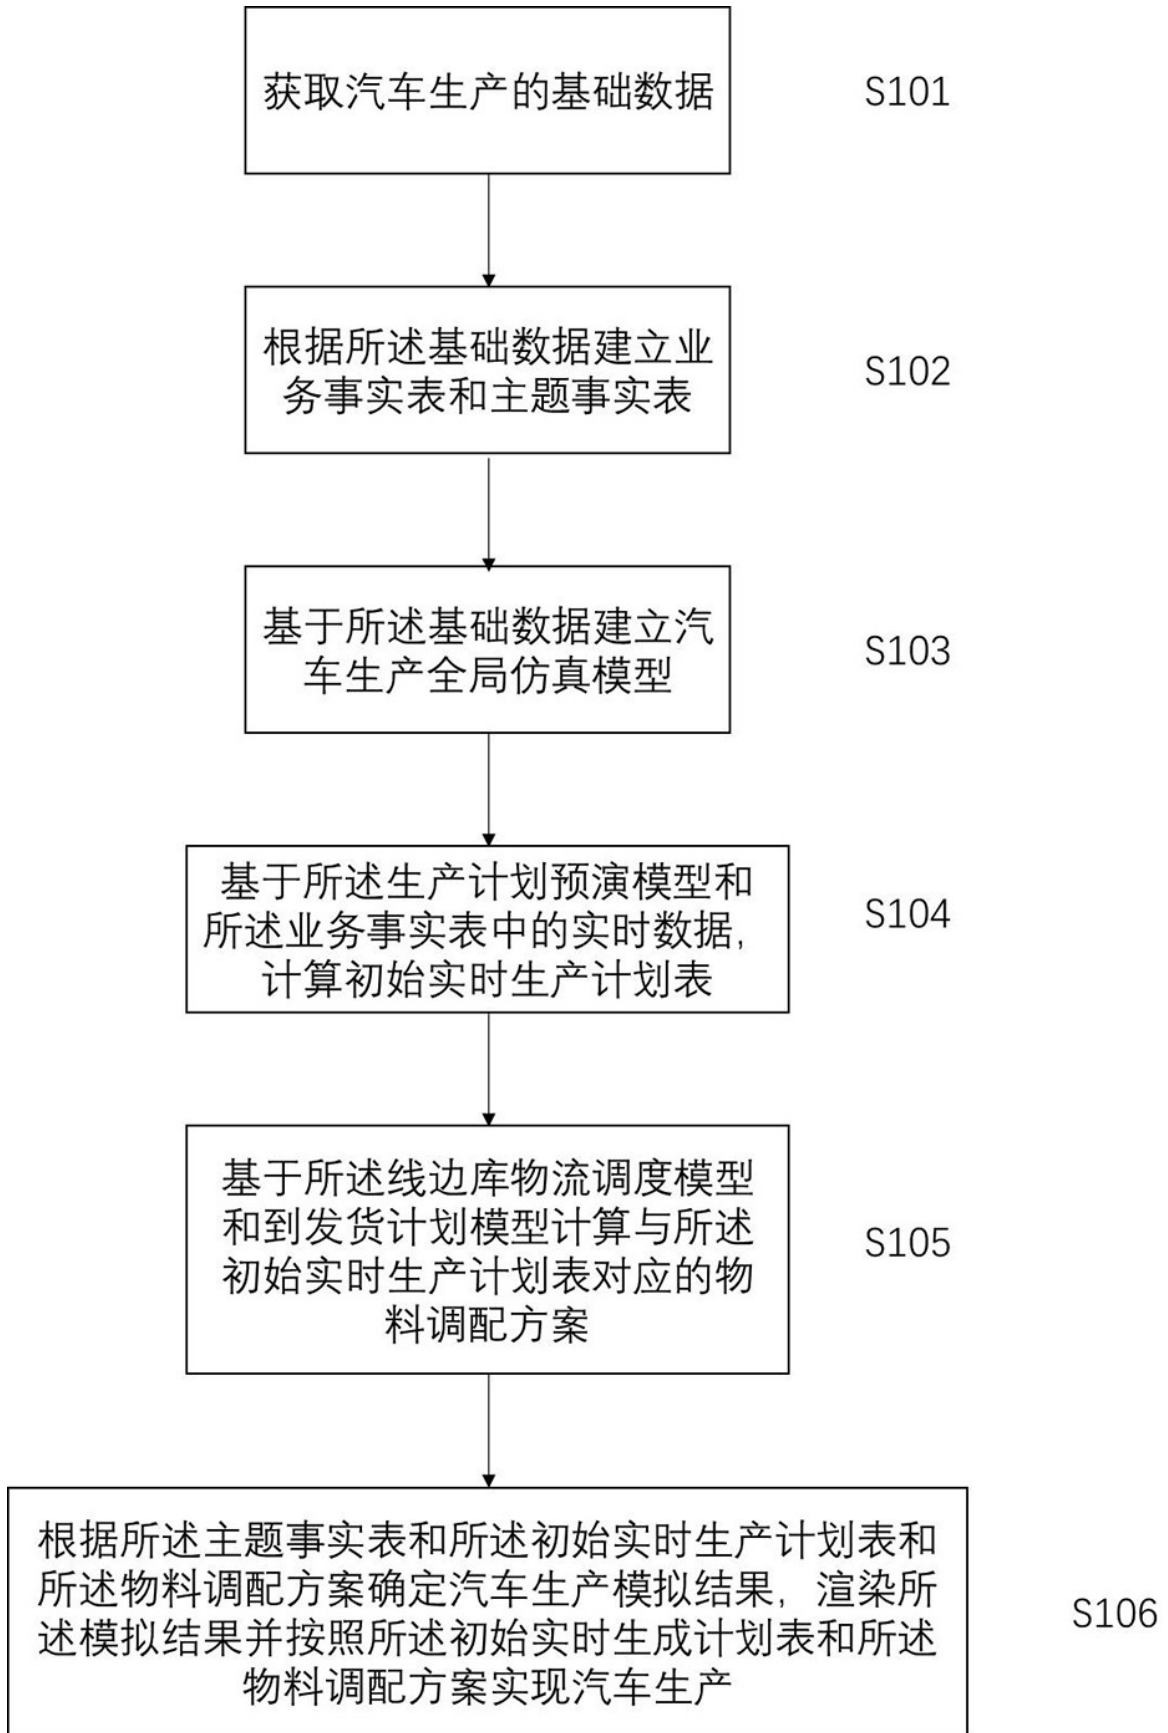 获取汽车生产的基础数据
S101
根据所述基础数据建立业
务事实表和主题事实表
S102
基于所述基础数据建立汽
车生产全局仿真模型
S103
基于所述生产计划预演模型和
所述业务事实表中的实时数据，
计算初始实时生产计划表
S104
基于所述线边库物流调度模型
和到发货计划模型计算与所述
初始实时生产计划表对应的物
料调配方案
S105
根据所述主题事实表和所述初始实时生产计划表和
所述物料调配方案确定汽车生产模拟结果，渲染所
述模拟结果并按照所述初始实时生成计划表和所述
物料调配方案实现汽车生产
S106